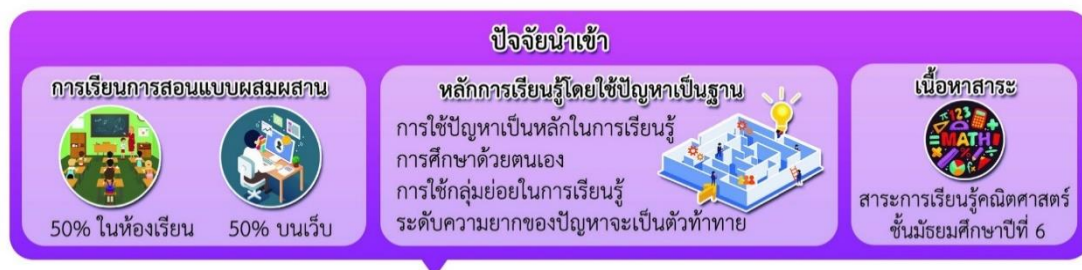 ปัจจัยนำเข้า
การเรียนการสอนแบบผสมผสาน
50% ในห้องเรียน
50% บนเว็บ
หลักการเรียนรู้โดยใช้ปัญหาเป็นฐาน
การใช้ปัญหาเป็นหลักในการเรียนรู้
การศึกษาด้วยตนเอง
การใช้กลุ่มย่อยในการเรียนรู้
ระดับความยากของปัญหาจะเป็นตัวท้าทาย
เนื้อหาสาระ
MATH
สาระการเรียนรู้คณิตศาสตร์
ชั้นมัธยมศึกษาปีที่ 6